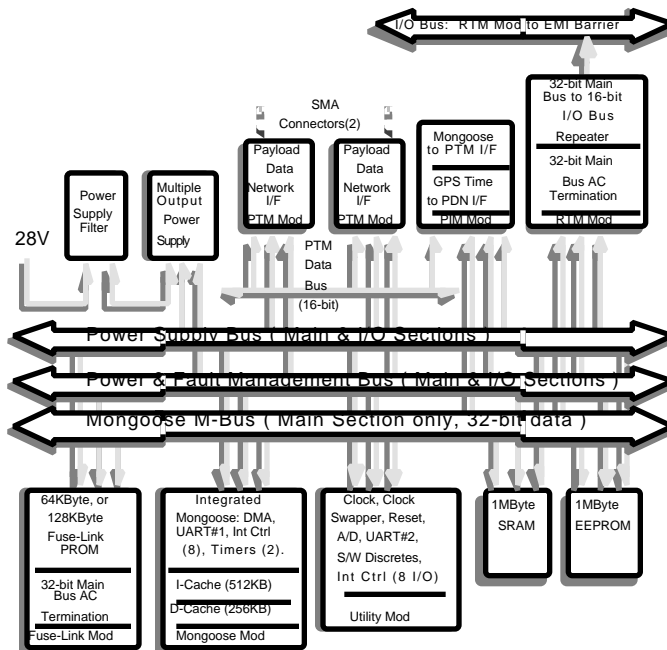 I/O Bus: RTM Mod to EMI Barrier
SMA
Connectors(2)
Payload
Data
Network
I/F
PTM Mod
Payload
Data
Network
I/F
PTM Mod
Mongoose
to PTM I/F
GPS Time
to PDN I/F
PIM Mod
32-bit Main
Bus to 16-bit
I/O Bus
Repeater
32-bit Main
Bus AC
Termination
RTM Mod
28V
Power
Supply
Filter
Multiple
Output
Power
Supply
PTM
Data
Bus
(16-bit)
Power Supply Bus ( Main & I/O Sections )
Power & Fault Management Bus ( Main & I/O Sections )
Mongoose M-Bus ( Main Section only, 32-bit data )
64KByte, or
128KByte
Fuse-Link
PROM
32-bit Main
Bus AC
Termination
Fuse-Link Mod
Integrated
Mongoose: DMA,
UART#1, Int Ctrl
(8), Timers (2).
I-Cache (512KB)
D-Cache (256KB)
Mongoose Mod
Clock, Clock
Swapper, Reset,
A/D, UART#2,
S/W Discretes,
Int Ctrl (8 I/O)
Utility Mod
1MByte
SRAM
1MByte
EEPROM